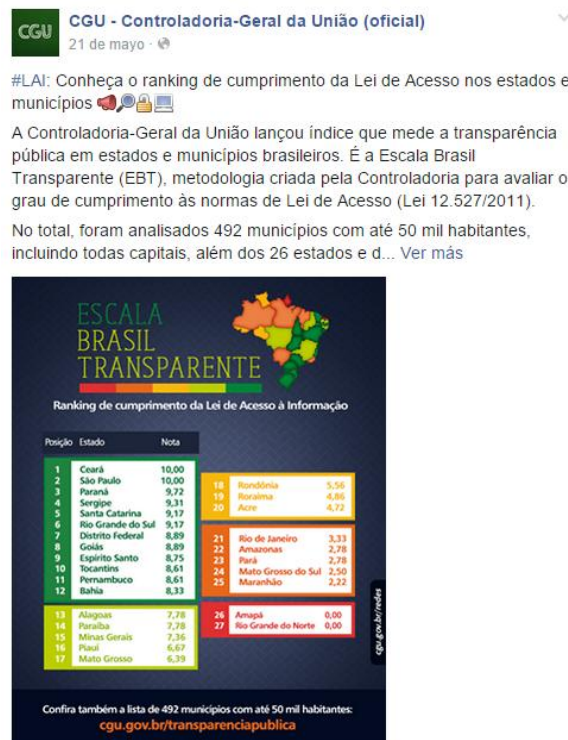 CGU
CGU - Controladoria-Geral da União (oficial)
21 de mayo ·
#LAI: Conheça o ranking de cumprimento da Lei de Acesso nos estados e
municípios
A Controladoria-Geral da União lançou índice que mede a transparência
pública em estados e municípios brasileiros. É a Escala Brasil
Transparente (EBT), metodologia criada pela Controladoria para avaliar o
grau de cumprimento às normas de Lei de Acesso (Lei 12.527/2011).
No total, foram analisados 492 municípios com até 50 mil habitantes,
incluindo todas capitais, além dos 26 estados e d... Ver más
ESCALA
BRASIL
TRANSPARENTE
Ranking de cumprimento da Lei de Acesso à Informação
Posição Estado Nota
1 Ceará 10,00
2 São Paulo 10,00
3 Paraná 9,72
4 Sergipe 9,31
5 Santa Catarina 9,17
6 Rio Grande do Sul 9,17
7 Distrito Federal 8,89
8 Goiás 8,89
9 Espírito Santo 8,75
10 Tocantins 8,61
11 Pernambuco 8,61
12 Bahia 8,33
13 Alagoas 7,78
14 Paraíba 7,78
15 Minas Gerais 7,36
16 Piauí 6,67
17 Mato Grosso 6,39
18 Rondônia 5,56
19 Roraima 4,86
20 Acre 4,72
21 Rio de Janeiro 3,33
22 Amazonas 2,78
23 Pará 2,78
24 Mato Grosso do Sul 2,50
25 Maranhão 2,22
26 Amapá 0,00
27 Rio Grande do Norte 0,00
cgu.gov.br/redes
Confira também a lista de 492 municípios com até 50 mil habitantes:
cgu.gov.br/transparenciapublica